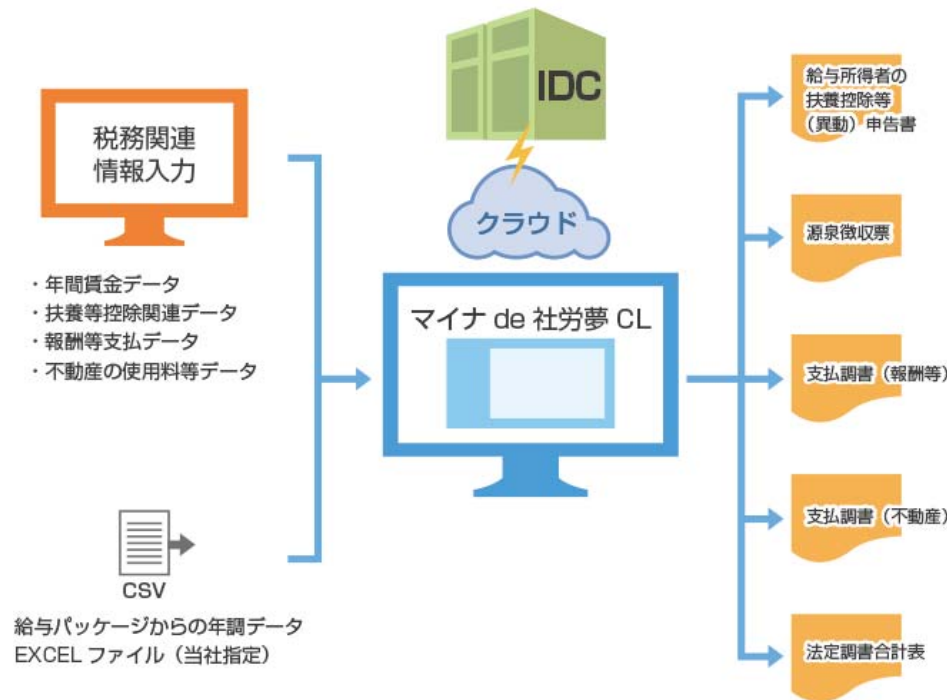 税務関連
情報入力
・年間賃金データ
・扶養等控除関連データ
・報酬等支払データ
・不動産の使用料等データ
CSV
給与パッケージからの年調データ
EXCEL ファイル（当社指定）
IDC
クラウド
マイナ de 社労夢 CL
給与所得者の
扶養控除等
（異動）申告書
源泉徴収票
支払調書（報酬等）
支払調書（不動産）
法定調書合計表